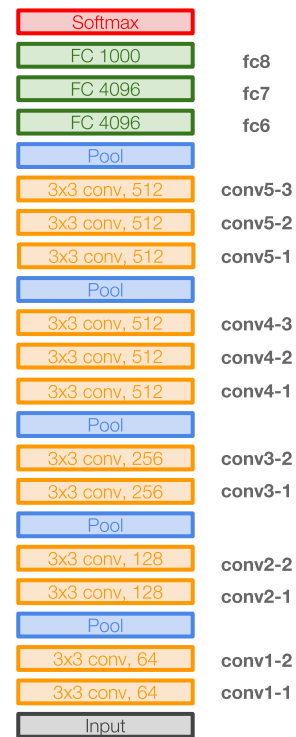 Softmax
FC 1000 fc8
FC 4096 fc7
FC 4096 fc6
Pool
3x3 conv, 512 conv5-3
3x3 conv, 512 conv5-2
3x3 conv, 512 conv5-1
Pool
3x3 conv, 512 conv4-3
3x3 conv, 512 conv4-2
3x3 conv, 512 conv4-1
Pool
3x3 conv, 256 conv3-2
3x3 conv, 256 conv3-1
Pool
3x3 conv, 128 conv2-2
3x3 conv, 128 conv2-1
Pool
3x3 conv, 64 conv1-2
3x3 conv, 64 conv1-1
Input